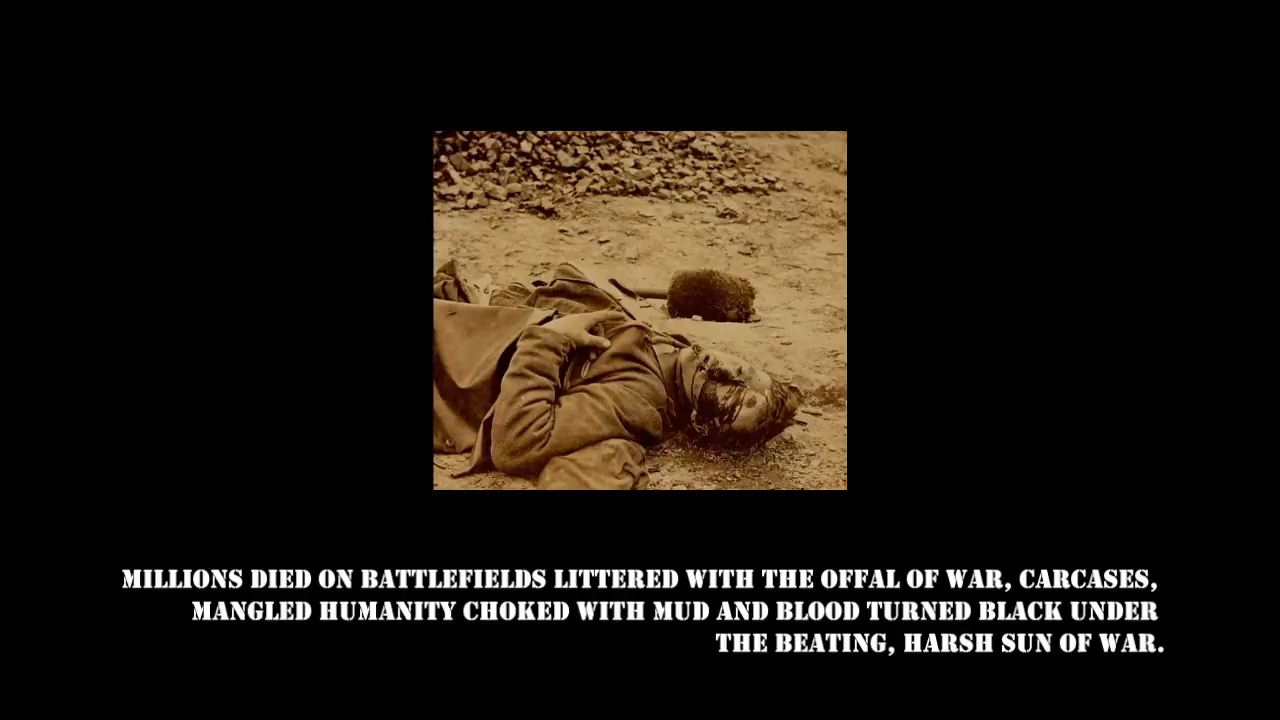 MILLIONS DIED ON BATTLEFIELDS LITTERED WITH THE OFFAL OF WAR, CARCASES,
MANGLED HUMANITY CHOKED WITH MUD AND BLOOD TURNED BLACK UNDER
THE BEATING, HARSH SUN OF WAR.